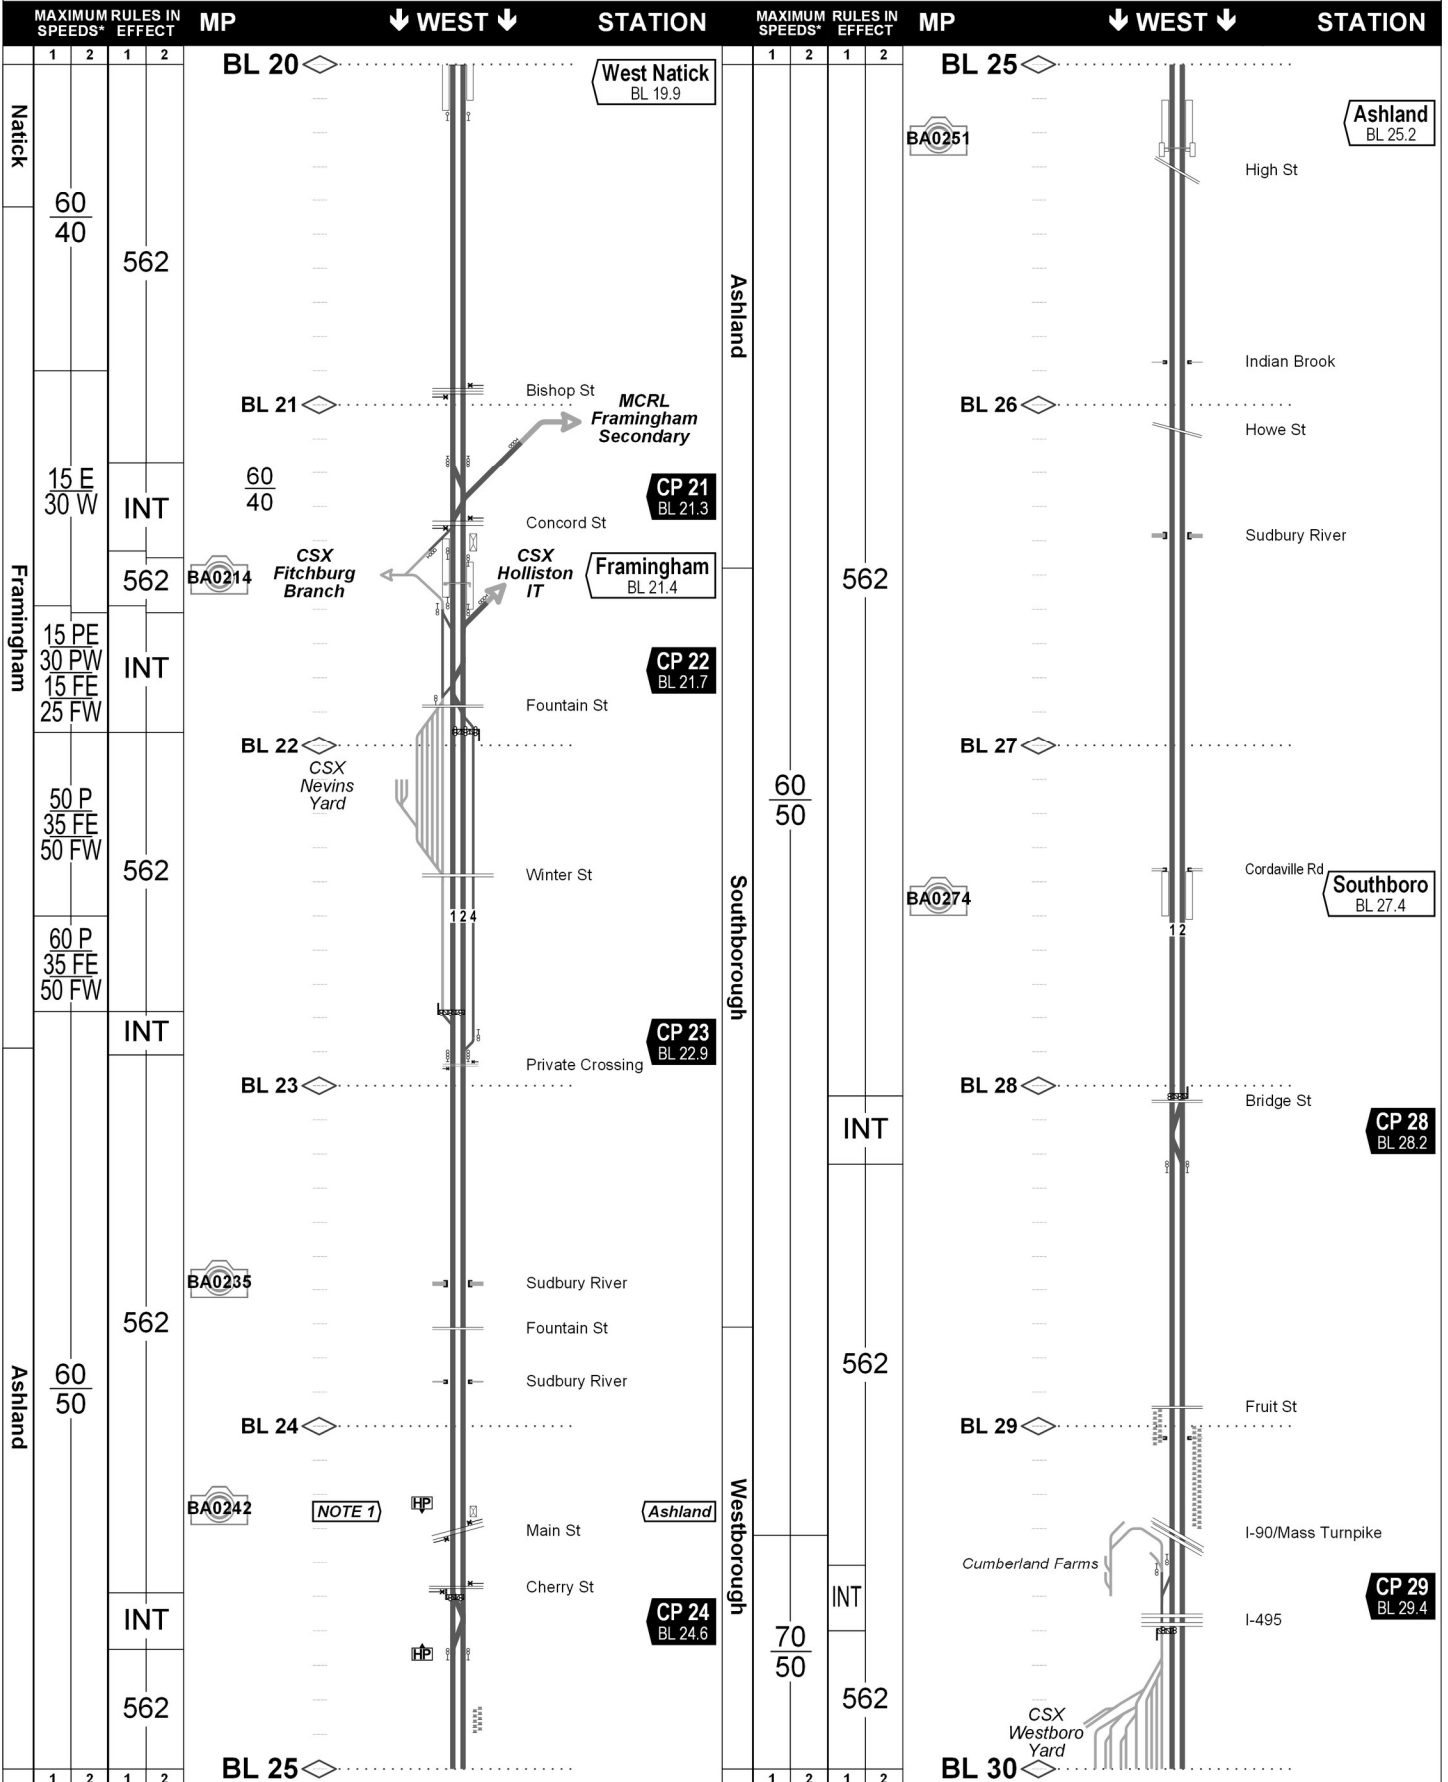 MAXIMUM SPEEDS*
RULES IN EFFECT
MP
WEST
STATION
1 2 1 2
BL 20
West Natick
BL 19.9
Natick
60
40
562
Bishop St
BL 21
MCRL
Framingham
Secondary
15 E
30 W
INT
60
40
CP 21
BL 21.3
Concord St
CSX
Fitchburg
Branch
CSX
Holliston
IT
Framingham
BL 21.4
562
BA0214
Framingham
15 PE
30 PW
15 FE
25 FW
INT
CP 22
BL 21.7
Fountain St
BL 22
CSX
Nevins
Yard
50 P
35 FE
50 FW
562
Winter St
1 2 4
60 P
35 FE
50 FW
INT
CP 23
BL 22.9
Private Crossing
BL 23
BA0235
Sudbury River
562
Fountain St
60
50
Sudbury River
Ashland
BL 24
BA0242
NOTE 1
HP
Ashland
Main St
Cherry St
INT
CP 24
BL 24.6
HP
562
BL 25
1 2 1 2
MAXIMUM SPEEDS*
RULES IN EFFECT
MP
WEST
STATION
1 2 1 2
BL 25
Ashland
BL 25.2
BA0251
High St
Ashland
Indian Brook
BL 26
Howe St
Sudbury River
562
BL 27
60
50
Cordaville Rd
Southboro
BL 27.4
BA0274
1 2
Southborough
BL 28
Bridge St
INT
CP 28
BL 28.2
562
Fruit St
BL 29
Westborough
I-90/Mass Turnpike
Cumberland Farms
INT
CP 29
BL 29.4
I-495
70
50
562
CSX
Westboro
Yard
BL 30
1 2 1 2